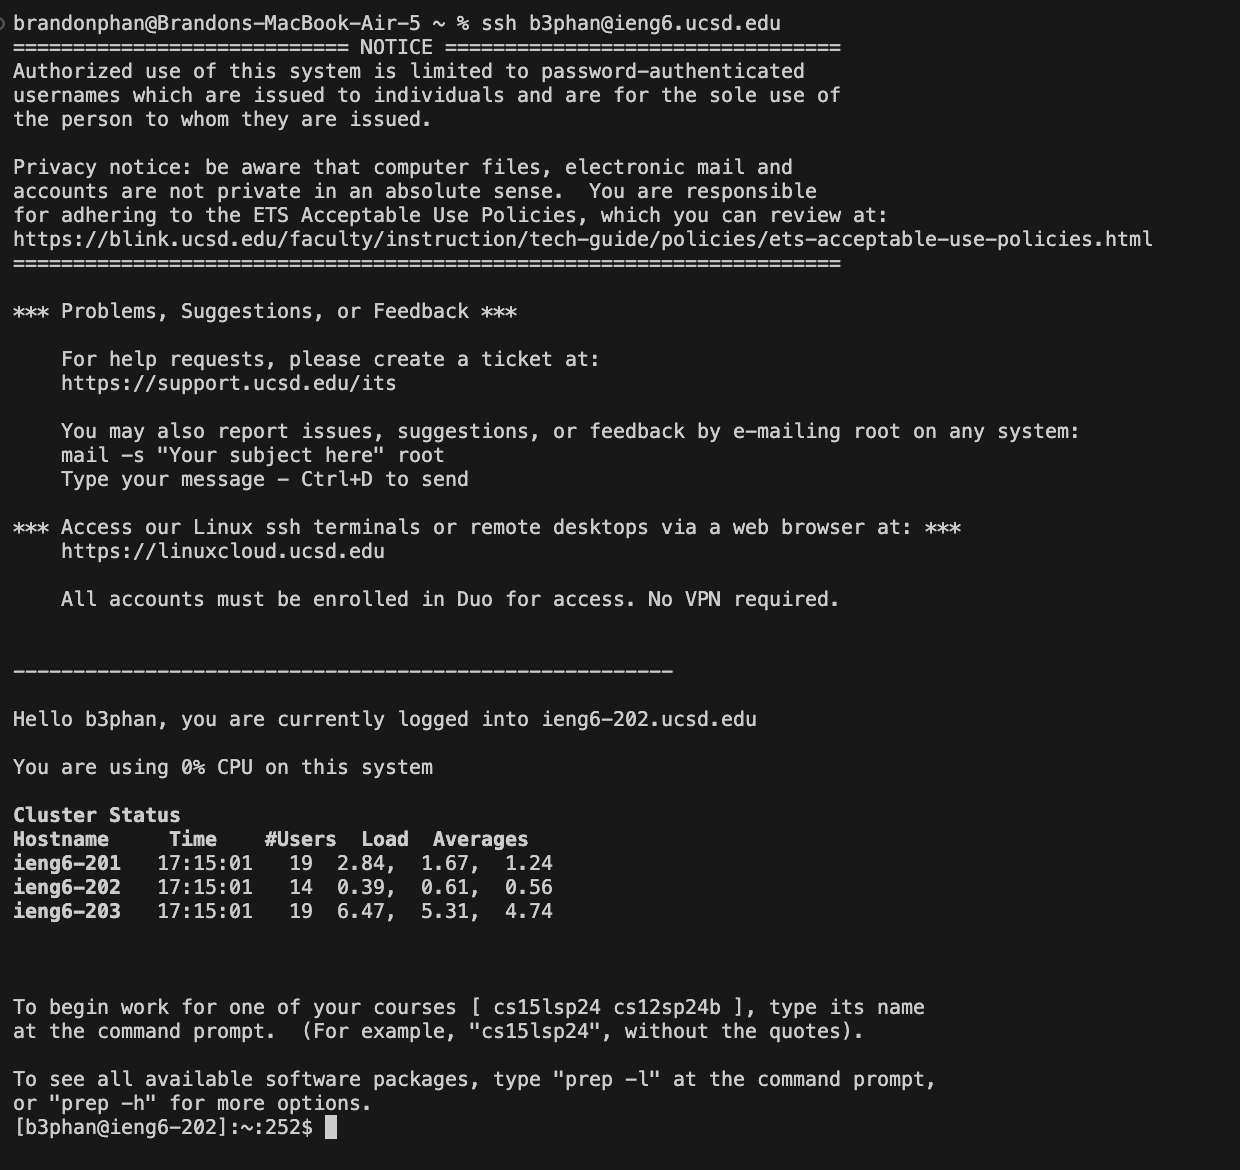 brandonphan@Brandons-MacBook-Air-5 ~ % ssh b3phan@ieng6.ucsd.edu
============================ NOTICE =================================
Authorized use of this system is limited to password-authenticated
usernames which are issued to individuals and are for the sole use of
the person to whom they are issued.

Privacy notice: be aware that computer files, electronic mail and
accounts are not private in an absolute sense.  You are responsible
for adhering to the ETS Acceptable Use Policies, which you can review at:
https://blink.ucsd.edu/faculty/instruction/tech-guide/policies/ets-acceptable-use-policies.html
=====================================================================

*** Problems, Suggestions, or Feedback ***

    For help requests, please create a ticket at:
    https://support.ucsd.edu/its

    You may also report issues, suggestions, or feedback by e-mailing root on any system:
    mail -s "Your subject here" root
    Type your message - Ctrl+D to send

*** Access our Linux ssh terminals or remote desktops via a web browser at: ***
    https://linuxcloud.ucsd.edu

    All accounts must be enrolled in Duo for access. No VPN required.


-------------------------------------------------------

Hello b3phan, you are currently logged into ieng6-202.ucsd.edu

You are using 0% CPU on this system

Cluster Status
Hostname     Time    #Users  Load  Averages
ieng6-201   17:15:01   19  2.84,  1.67,  1.24
ieng6-202   17:15:01   14  0.39,  0.61,  0.56
ieng6-203   17:15:01   19  6.47,  5.31,  4.74



To begin work for one of your courses [ cs15lsp24 cs12sp24b ], type its name
at the command prompt.  (For example, "cs15lsp24", without the quotes).

To see all available software packages, type "prep -l" at the command prompt,
or "prep -h" for more options.
[b3phan@ieng6-202]:~:252$